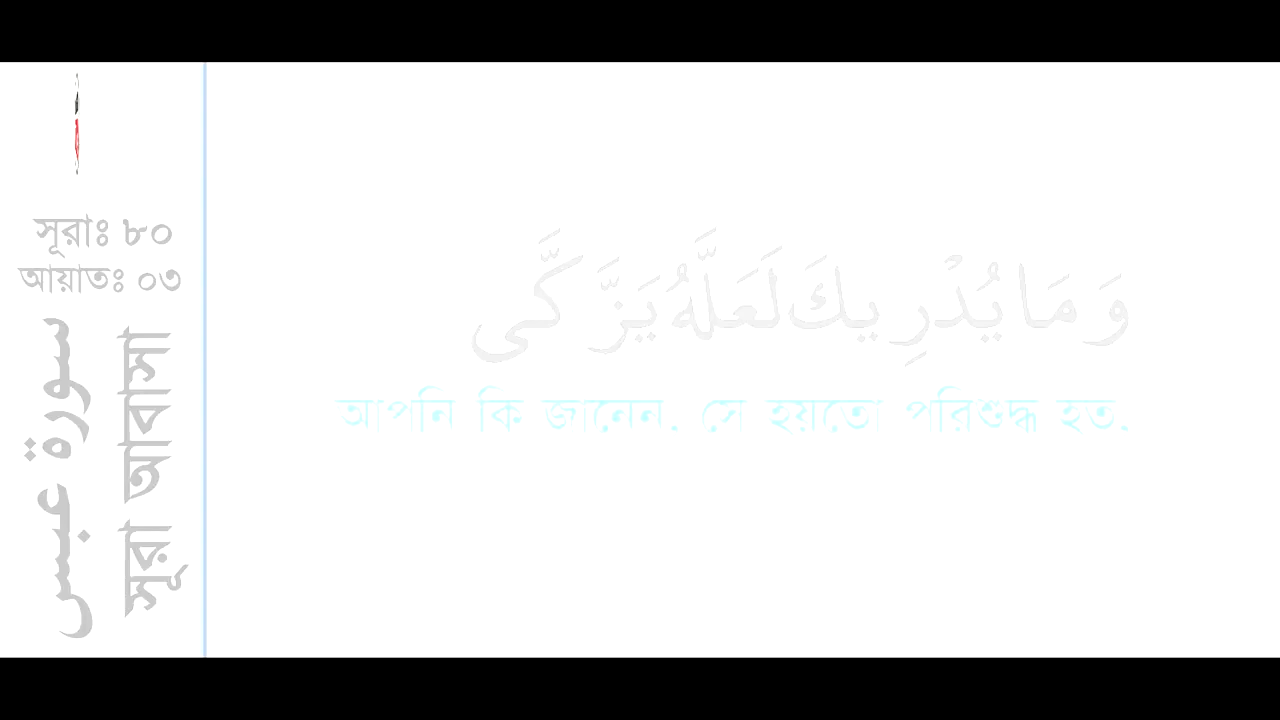 সূরাঃ ৮০
আয়াতঃ ০৩
سورة عبس
সূরা আবাসা
وَمَا يُدْرِيكَ لَعَلَّهُ يَزَّكَّى
আপনি কি জানেন, সে হয়তো পরিশুদ্ধ হত,